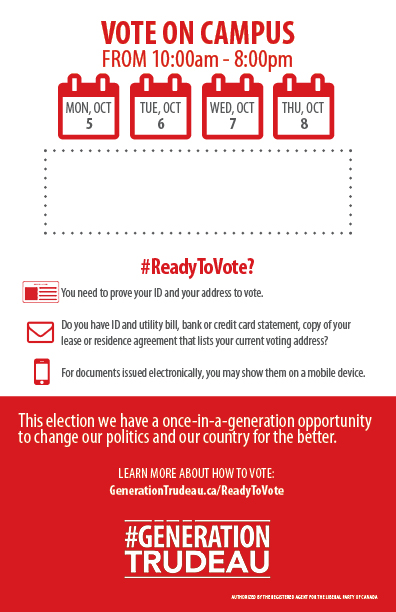 VOTE ON CAMPUS
FROM 10:00am - 8:00pm
MON, OCT
5
TUE, OCT
6
WED, OCT
7
THU, OCT
8
#ReadyToVote?
You need to prove your ID and your address to vote.
Do you have ID and utility bill, bank or credit card statement, copy of your
lease or residence agreement that lists your current voting address?
For documents issued electronically, you may show them on a mobile device.
This election we have a once-in-a-generation opportunity
to change our politics and our country for the better.
LEARN MORE ABOUT HOW TO VOTE:
GenerationTrudeau.ca/ReadyToVote
#GENERATION
TRUDEAU
AUTHORIZED BY THE REGISTERED AGENT FOR THE LIBERAL PARTY OF CANADA